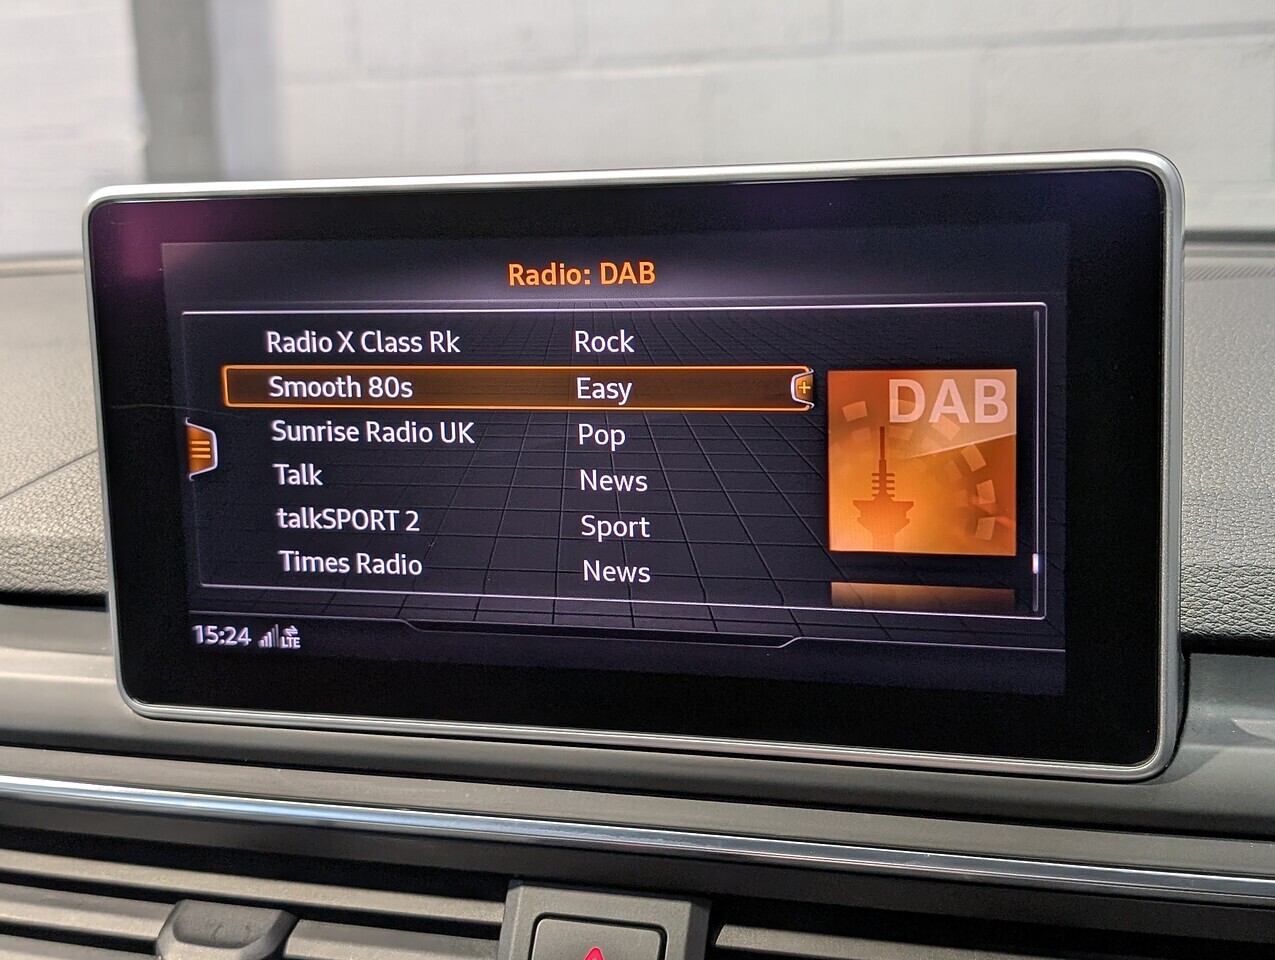 Radio: DAB
Radio X Class Rk Rock
Smooth 80s Easy
DAB
Sunrise Radio UK Pop
Talk News
talkSPORT 2 Sport
Times Radio News
15:24 LTE